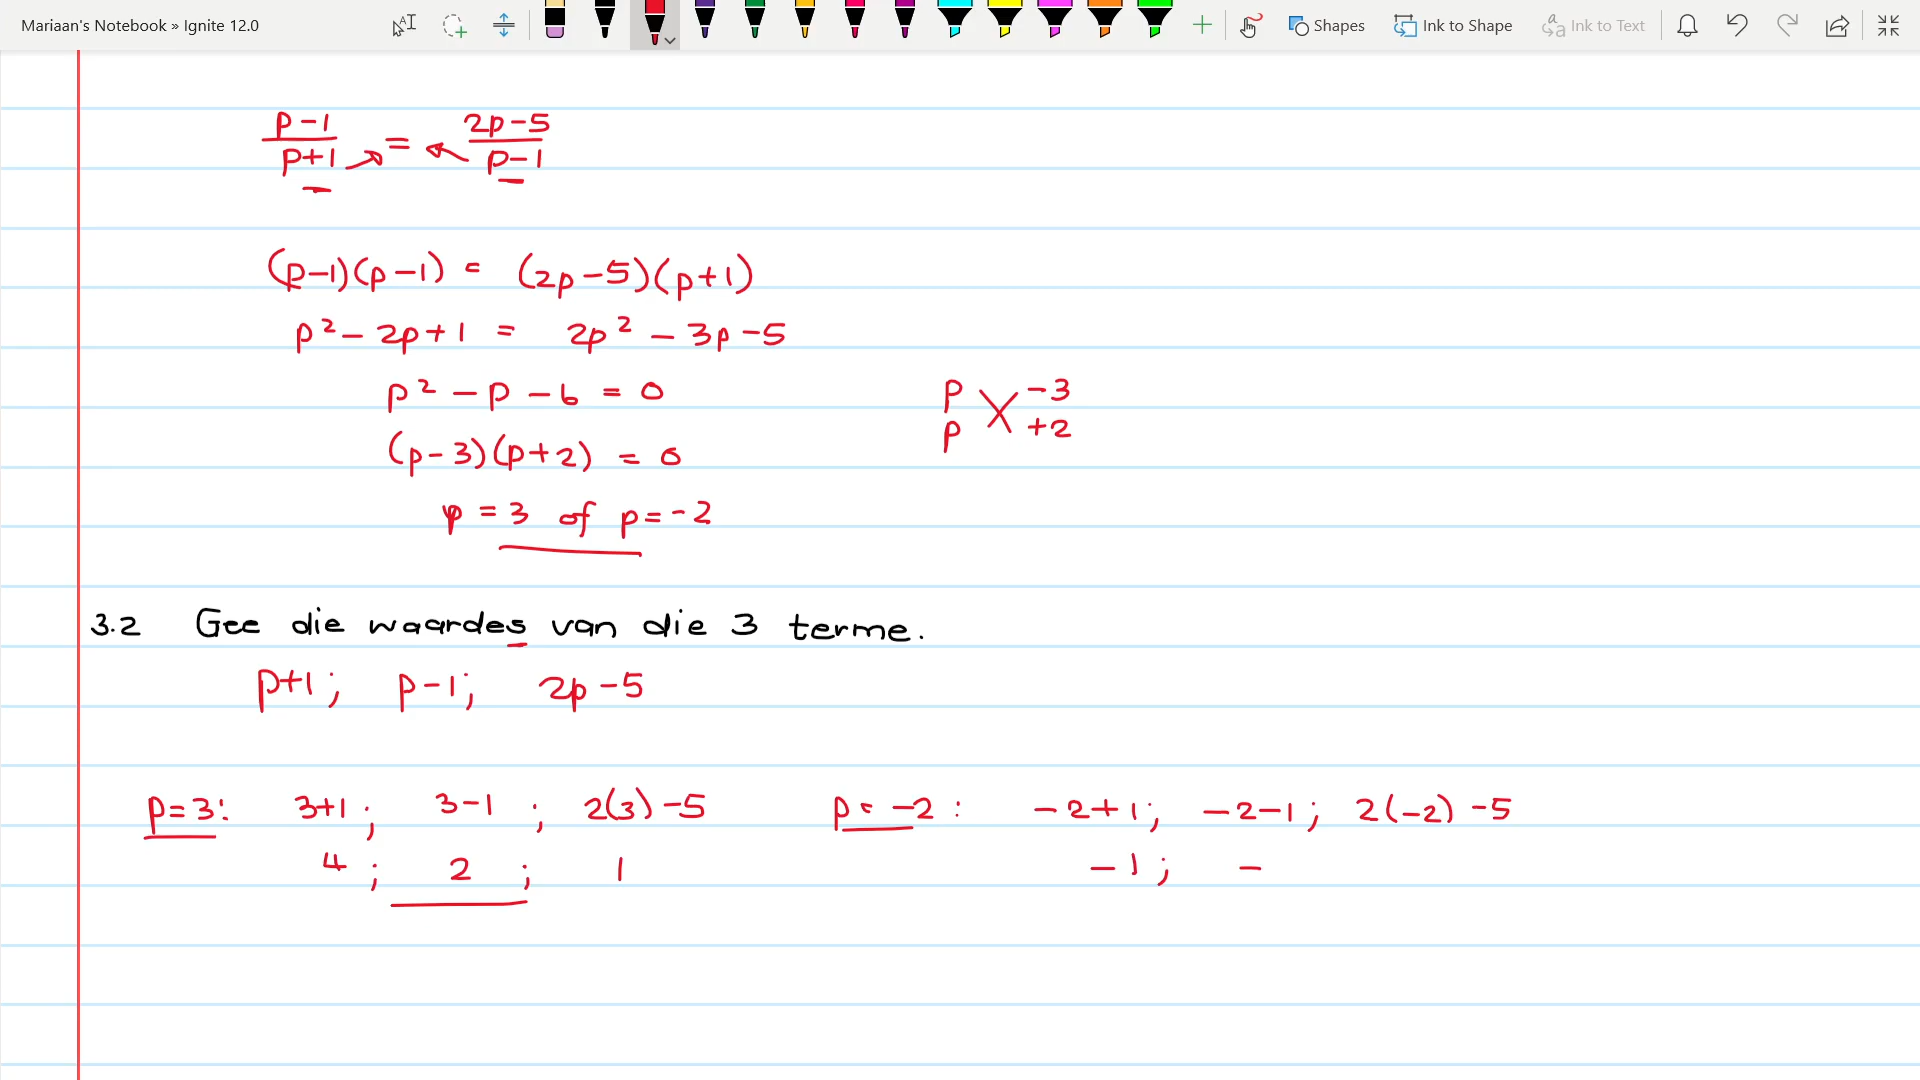 Mariaan's Notebook » Ignite 12.0 Shapes Ink to Shape Ink to Text
p-1/p+1 = 2p-5/p-1
(p-1)(p-1) = (2p-5)(p+1)
p² - 2p + 1 = 2p² - 3p - 5
p² - p - 6 = 0
p -3
p +2
(p-3)(p+2) = 0
p = 3 of p = -2
3.2 Gee die waardes van die 3 terme.
p+1; p-1; 2p-5
p=3: 3+1; 3-1; 2(3)-5 p=-2: -2+1; -2-1; 2(-2)-5
4; 2; 1 -1; -